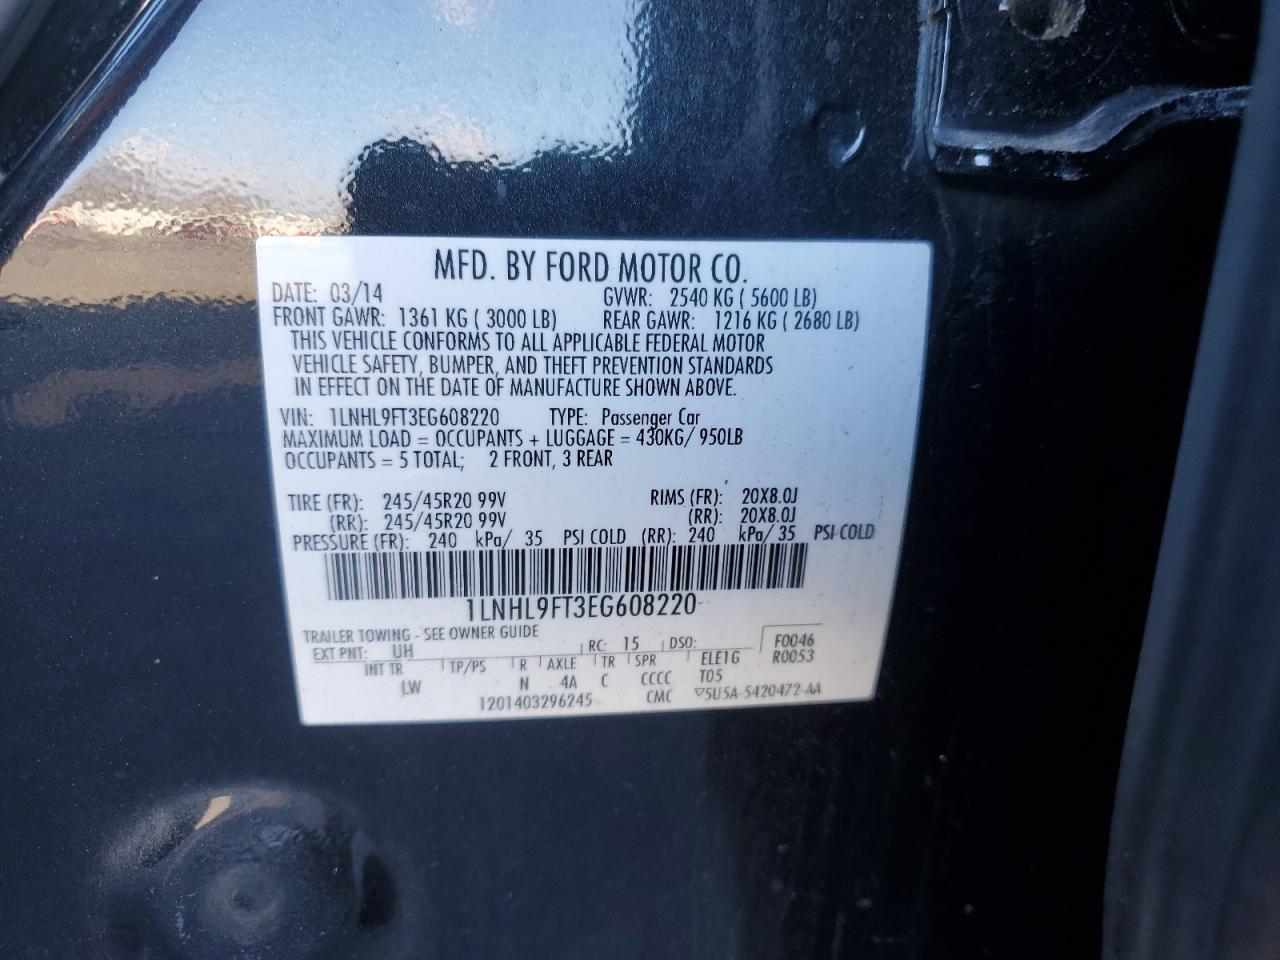 MFD. BY FORD MOTOR CO.
DATE: 03/14 GVWR: 2540 KG ( 5600 LB)
FRONT GAWR: 1361 KG ( 3000 LB) REAR GAWR: 1216 KG ( 2680 LB)
THIS VEHICLE CONFORMS TO ALL APPLICABLE FEDERAL MOTOR
VEHICLE SAFETY, BUMPER, AND THEFT PREVENTION STANDARDS
IN EFFECT ON THE DATE OF MANUFACTURE SHOWN ABOVE.
VIN: 1LNHL9FT3EG608220 TYPE: Passenger Car
MAXIMUM LOAD = OCCUPANTS + LUGGAGE = 430KG/ 950LB
OCCUPANTS = 5 TOTAL; 2 FRONT, 3 REAR
TIRE (FR): 245/45R20 99V RIMS (FR): 20X8.0J
(RR): 245/45R20 99V (RR): 20X8.0J
PRESSURE (FR): 240 kPa/ 35 PSI COLD (RR): 240 kPa/ 35 PSI COLD
1LNHL9FT3EG608220
TRAILER TOWING - SEE OWNER GUIDE
EXT PNT: UH RC: 15 DSO: F0046
INT TR TP/PS R AXLE TR SPR ELE1G R0053
LW N 4A C CCCC T05
1201403296245 CMC ▽5U5A-5420472-AA